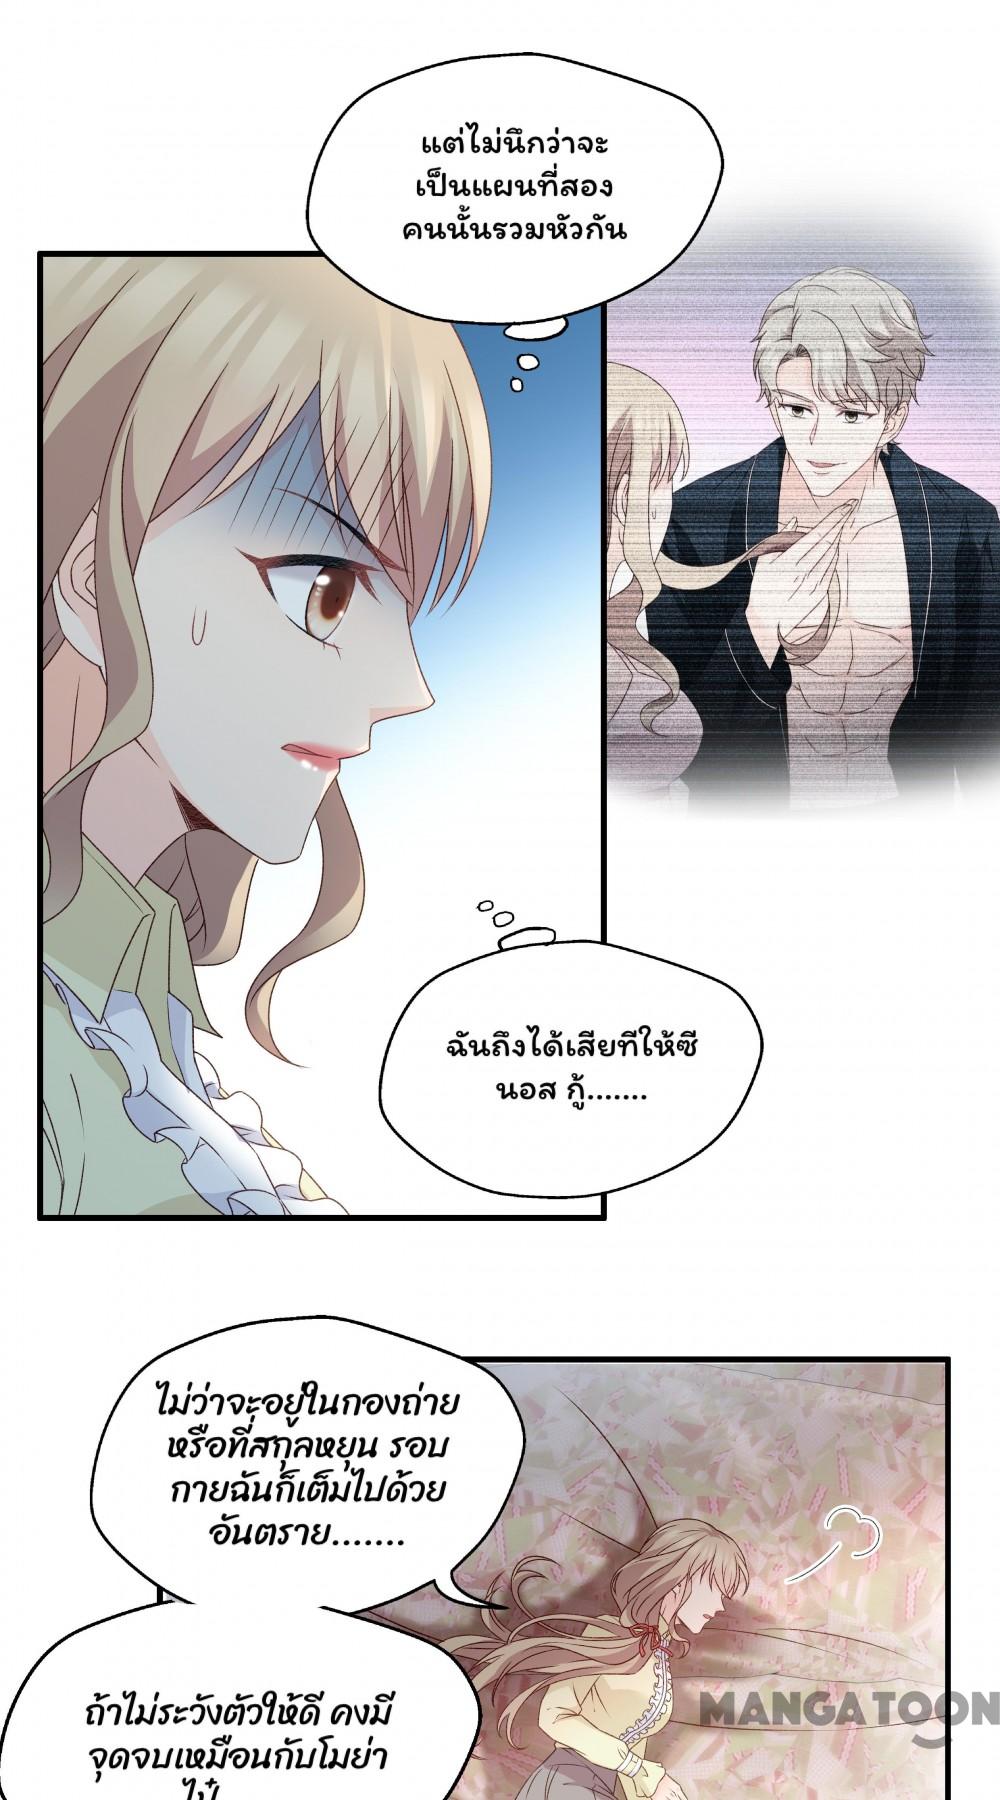 แต่ไม่นึกว่าจะ
เป็นแผนที่สอง
คนนั้นรวมหัวกัน
ฉันถึงได้เสียทีให้ซี
นอส กู้.......
ไม่ว่าจะอยู่ในกองถ่าย
หรือที่สกุลหยุน รอบ
กายฉันก็เต็มไปด้วย
อันตราย.......
ถ้าไม่ระวังตัวให้ดี คงมี
จุดจบเหมือนกับโมย่า
ไป๋
MANGATOON